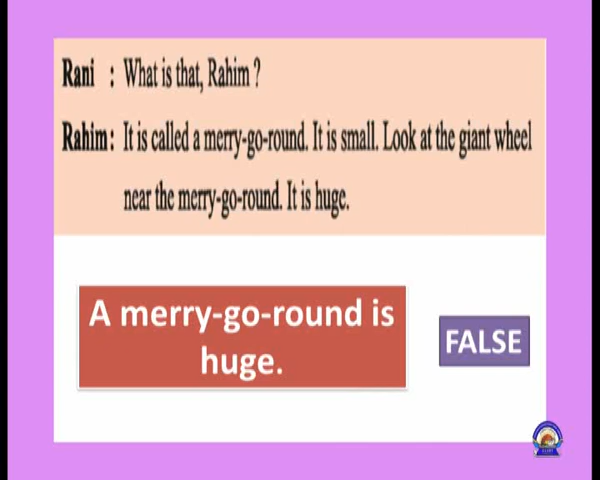 Rani : What is that, Rahim ?
Rahim: It is called a merry-go-round. It is small. Look at the giant wheel
near the merry-go-round. It is huge.
A merry-go-round is
huge.
FALSE